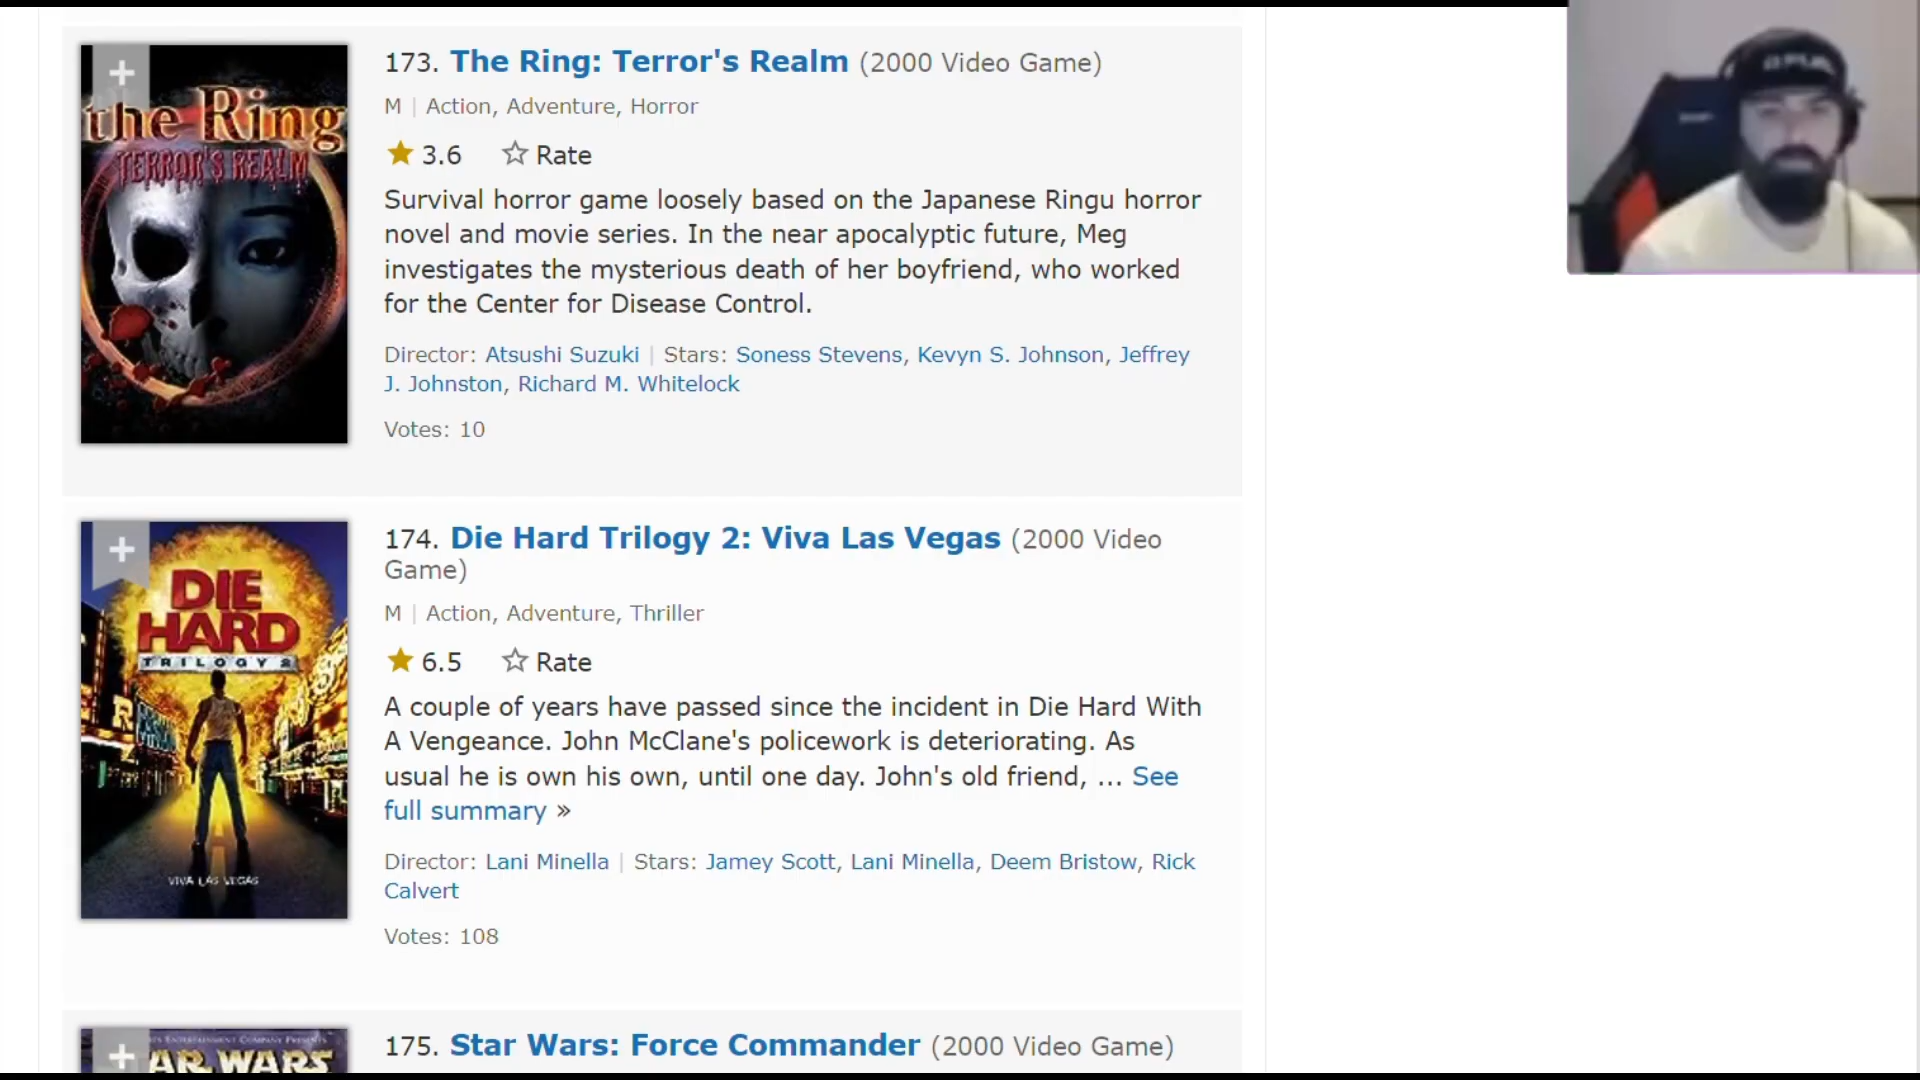 173. The Ring: Terror's Realm (2000 Video Game)
M | Action, Adventure, Horror
3.6 Rate
Survival horror game loosely based on the Japanese Ringu horror
novel and movie series. In the near apocalyptic future, Meg
investigates the mysterious death of her boyfriend, who worked
for the Center for Disease Control.
Director: Atsushi Suzuki | Stars: Soness Stevens, Kevyn S. Johnson, Jeffrey
J. Johnston, Richard M. Whitelock
Votes: 10
the Ring
TERROR'S REALM
174. Die Hard Trilogy 2: Viva Las Vegas (2000 Video
Game)
M | Action, Adventure, Thriller
6.5 Rate
A couple of years have passed since the incident in Die Hard With
A Vengeance. John McClane's policework is deteriorating. As
usual he is own his own, until one day. John's old friend, ... See
full summary »
Director: Lani Minella | Stars: Jamey Scott, Lani Minella, Deem Bristow, Rick
Calvert
Votes: 108
DIE
HARD
TRILOGY 2
VIVA LAS VEGAS
175. Star Wars: Force Commander (2000 Video Game)
ENTERTAINMENT COMPANY PRESENTS
AR WARS